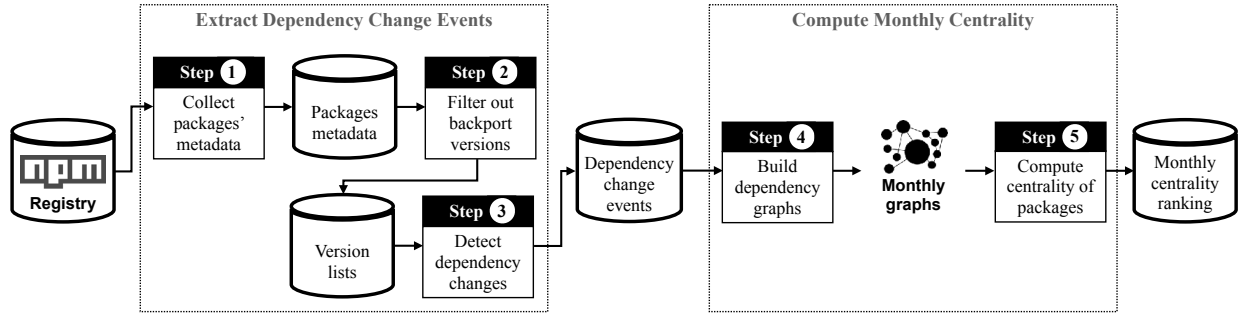 Extract Dependency Change Events
Compute Monthly Centrality
npm
Registry
Step 1
Collect
packages’
metadata
Packages
metadata
Step 2
Filter out
backport
versions
Version
lists
Step 3
Detect
dependency
changes
Dependency
change
events
Step 4
Build
dependency
graphs
Monthly
graphs
Step 5
Compute
centrality of
packages
Monthly
centrality
ranking